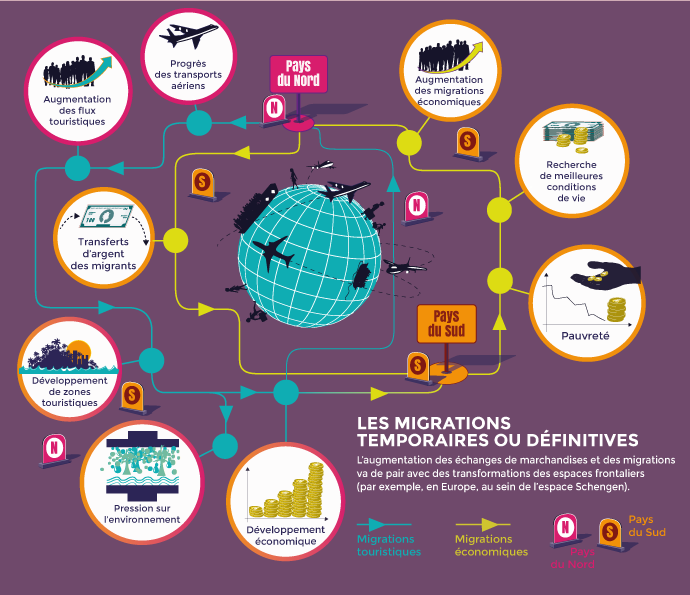 Progrès
des transports
aériens
Pays
du Nord
Augmentation
des flux
touristiques
Augmentation
des migrations
économiques
N
S
Recherche
de meilleures
conditions
de vie
S
N
Transferts
d'argent
des migrants
Pays
du Sud
Pauvreté
S
Développement
de zones
touristiques
S
N
Pression sur
l'environnement
Développement
économique
LES MIGRATIONS
TEMPORAIRES OU DÉFINITIVES
L'augmentation des échanges de marchandises et des migrations
va de pair avec des transformations des espaces frontaliers
(par exemple, en Europe, au sein de l'espace Schengen).
Migrations
touristiques
Migrations
économiques
N
Pays
du Nord
S
Pays
du Sud